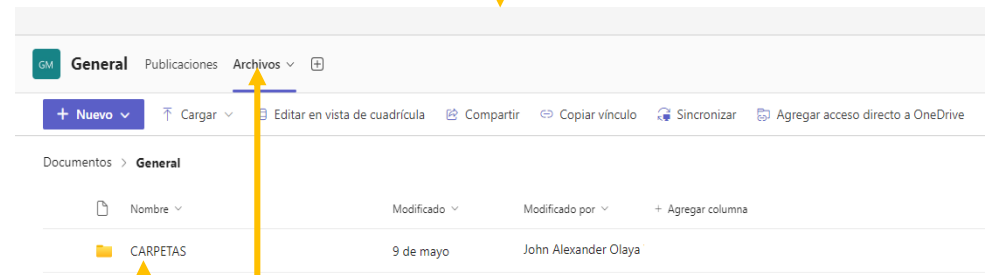 GM General Publicaciones Archivos
+ Nuevo Cargar Editar en vista de cuadrícula Compartir Copiar vínculo Sincronizar Agregar acceso directo a OneDrive
Documentos > General
Nombre Modificado Modificado por + Agregar columna
CARPETAS 9 de mayo John Alexander Olaya